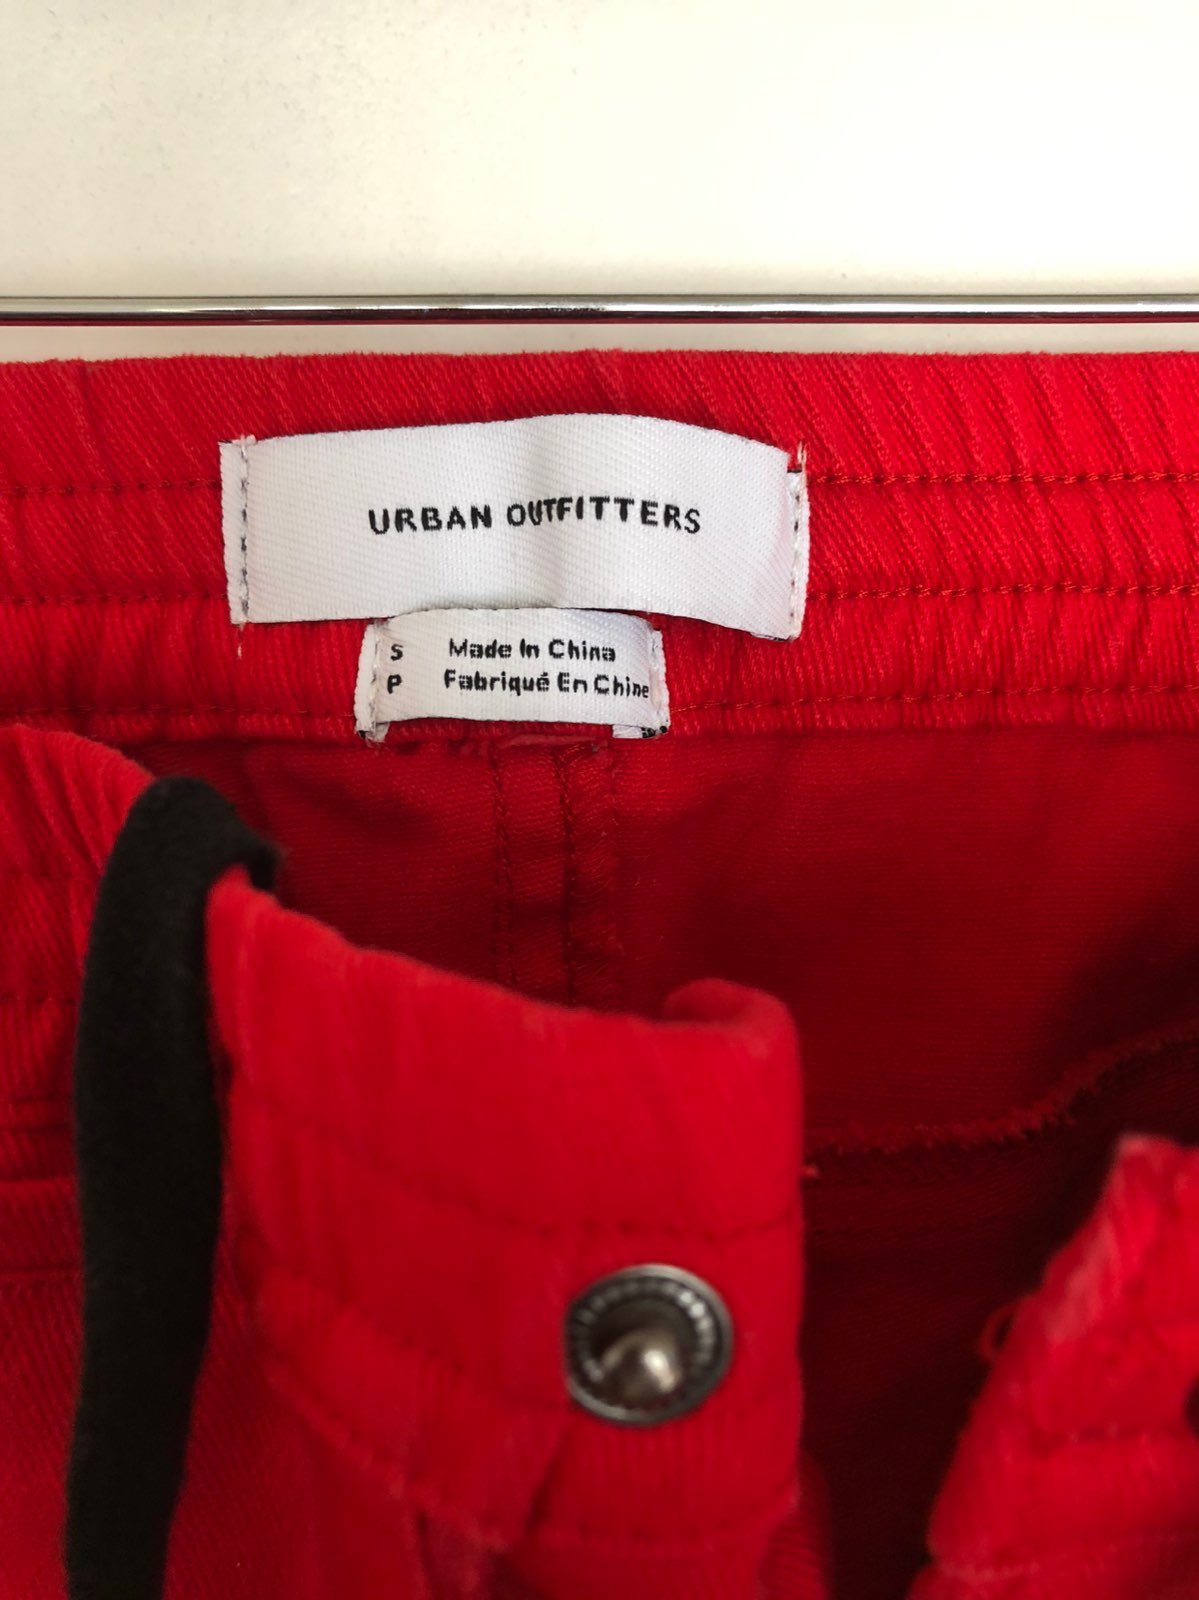 URBAN OUTFITTERS
S Made In China
P Fabriqué En Chine